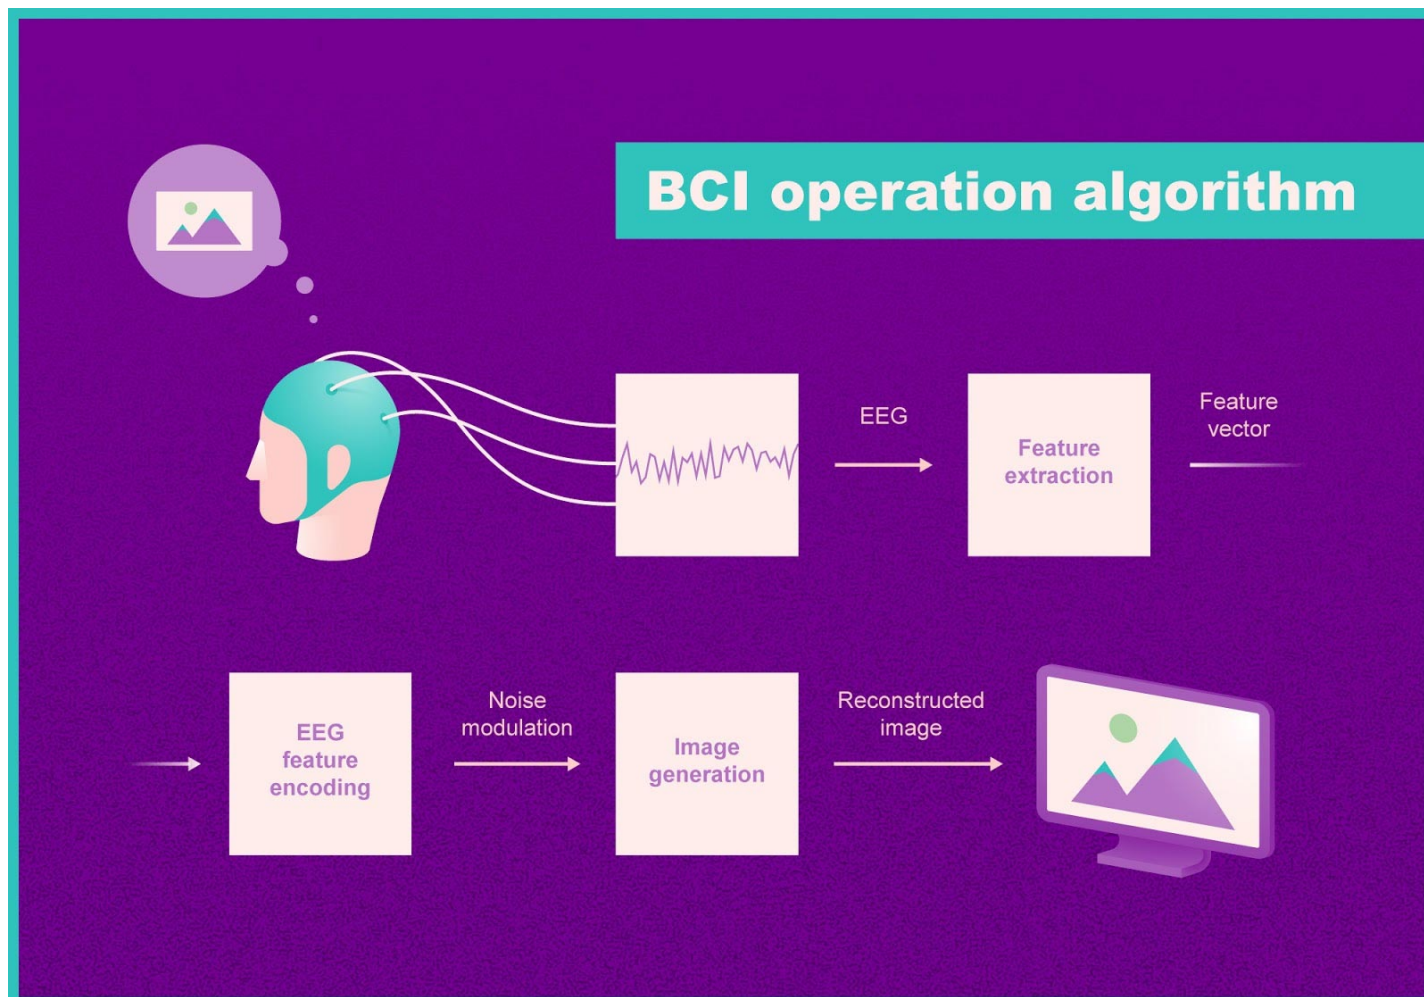 BCI operation algorithm
EEG
Feature
extraction
Feature
vector
EEG
feature
encoding
Noise
modulation
Image
generation
Reconstructed
image